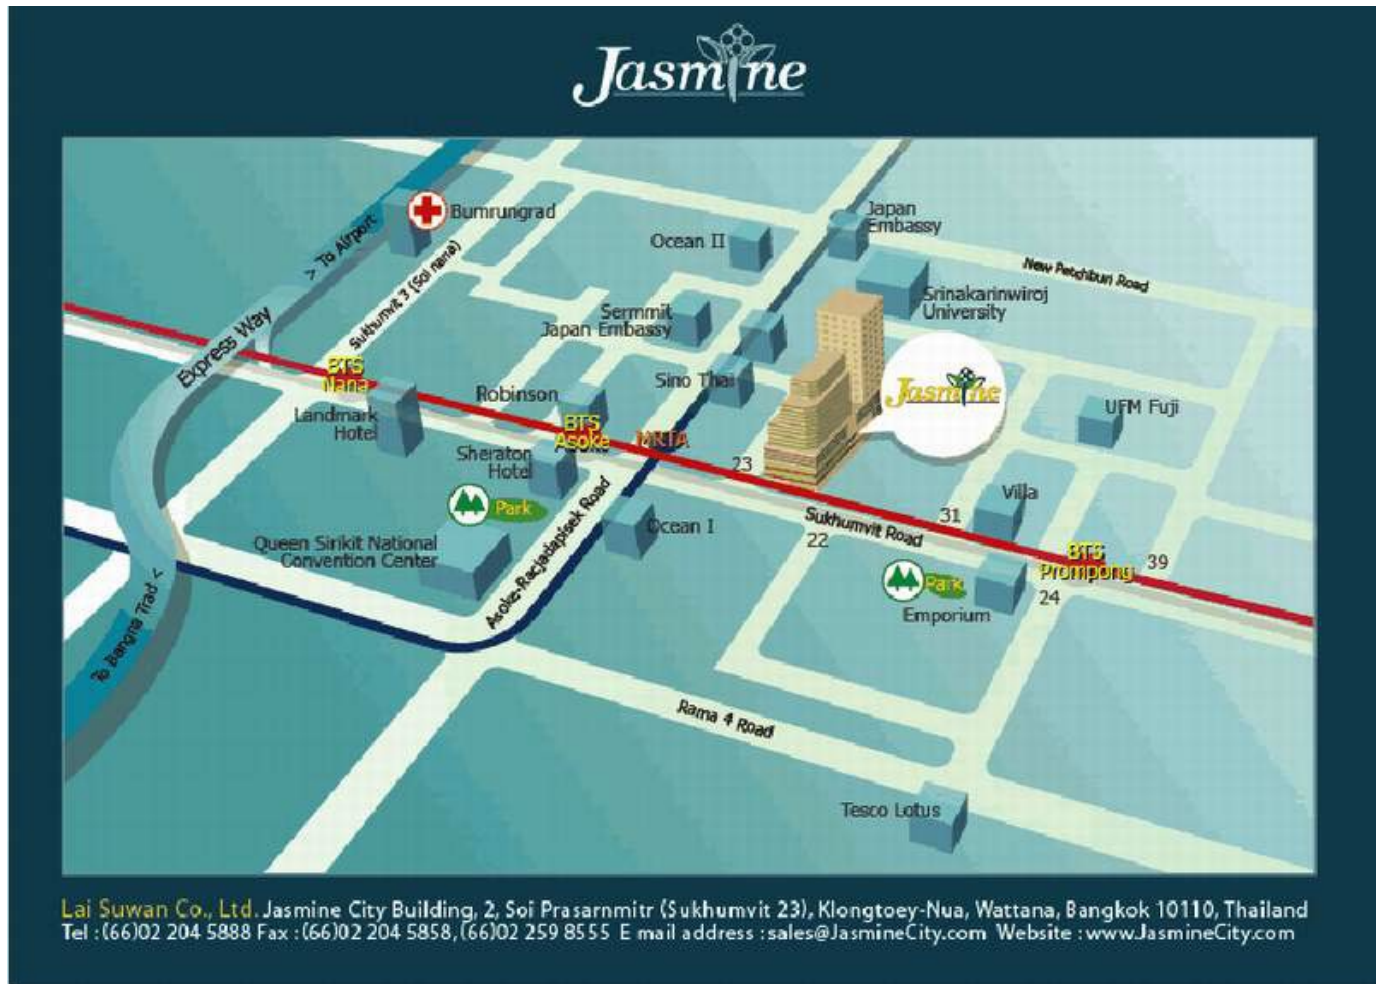 Jasmine
> To Airport
Bumrungrad
Japan
Embassy
Ocean II
New Petchburi Road
Sukhumvit 3 (Soi nana)
Srinakarinwiroj
University
Sermmit
Japan Embassy
Express Way
BTS
Nana
Sino Thai
Jasmine
Robinson
Landmark
Hotel
UFM Fuji
BTS
Asoke
MRTA
Sheraton
Hotel
23
Park
Villa
31
Asoke-Racjadapisek Road
Ocean I
Sukhumvit Road
22
Queen Sirikit National
Convention Center
BTS
Prompong
39
Park
24
Emporium
To Bangna Trad <
Rama 4 Road
Tesco Lotus
Lai Suwan Co., Ltd. Jasmine City Building, 2, Soi Prasarnmitr (Sukhumvit 23), Klongtoey-Nua, Wattana, Bangkok 10110, Thailand
Tel :(66)02 204 5888 Fax :(66)02 204 5858, (66)02 259 8555 E mail address :sales@JasmineCity.com Website :www.JasmineCity.com